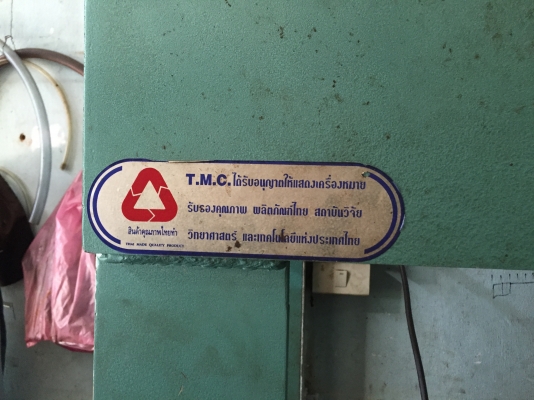 T.M.C. ได้รับอนุญาตให้แสดงเครื่องหมาย
รับรองคุณภาพ ผลิตภัณฑ์ไทย สถาบันวิจัย
วิทยาศาสตร์ และเทคโนโลยีแห่งประเทศไทย
สินค้าคุณภาพไทยทำ
THAI MADE QUALITY PRODUCT